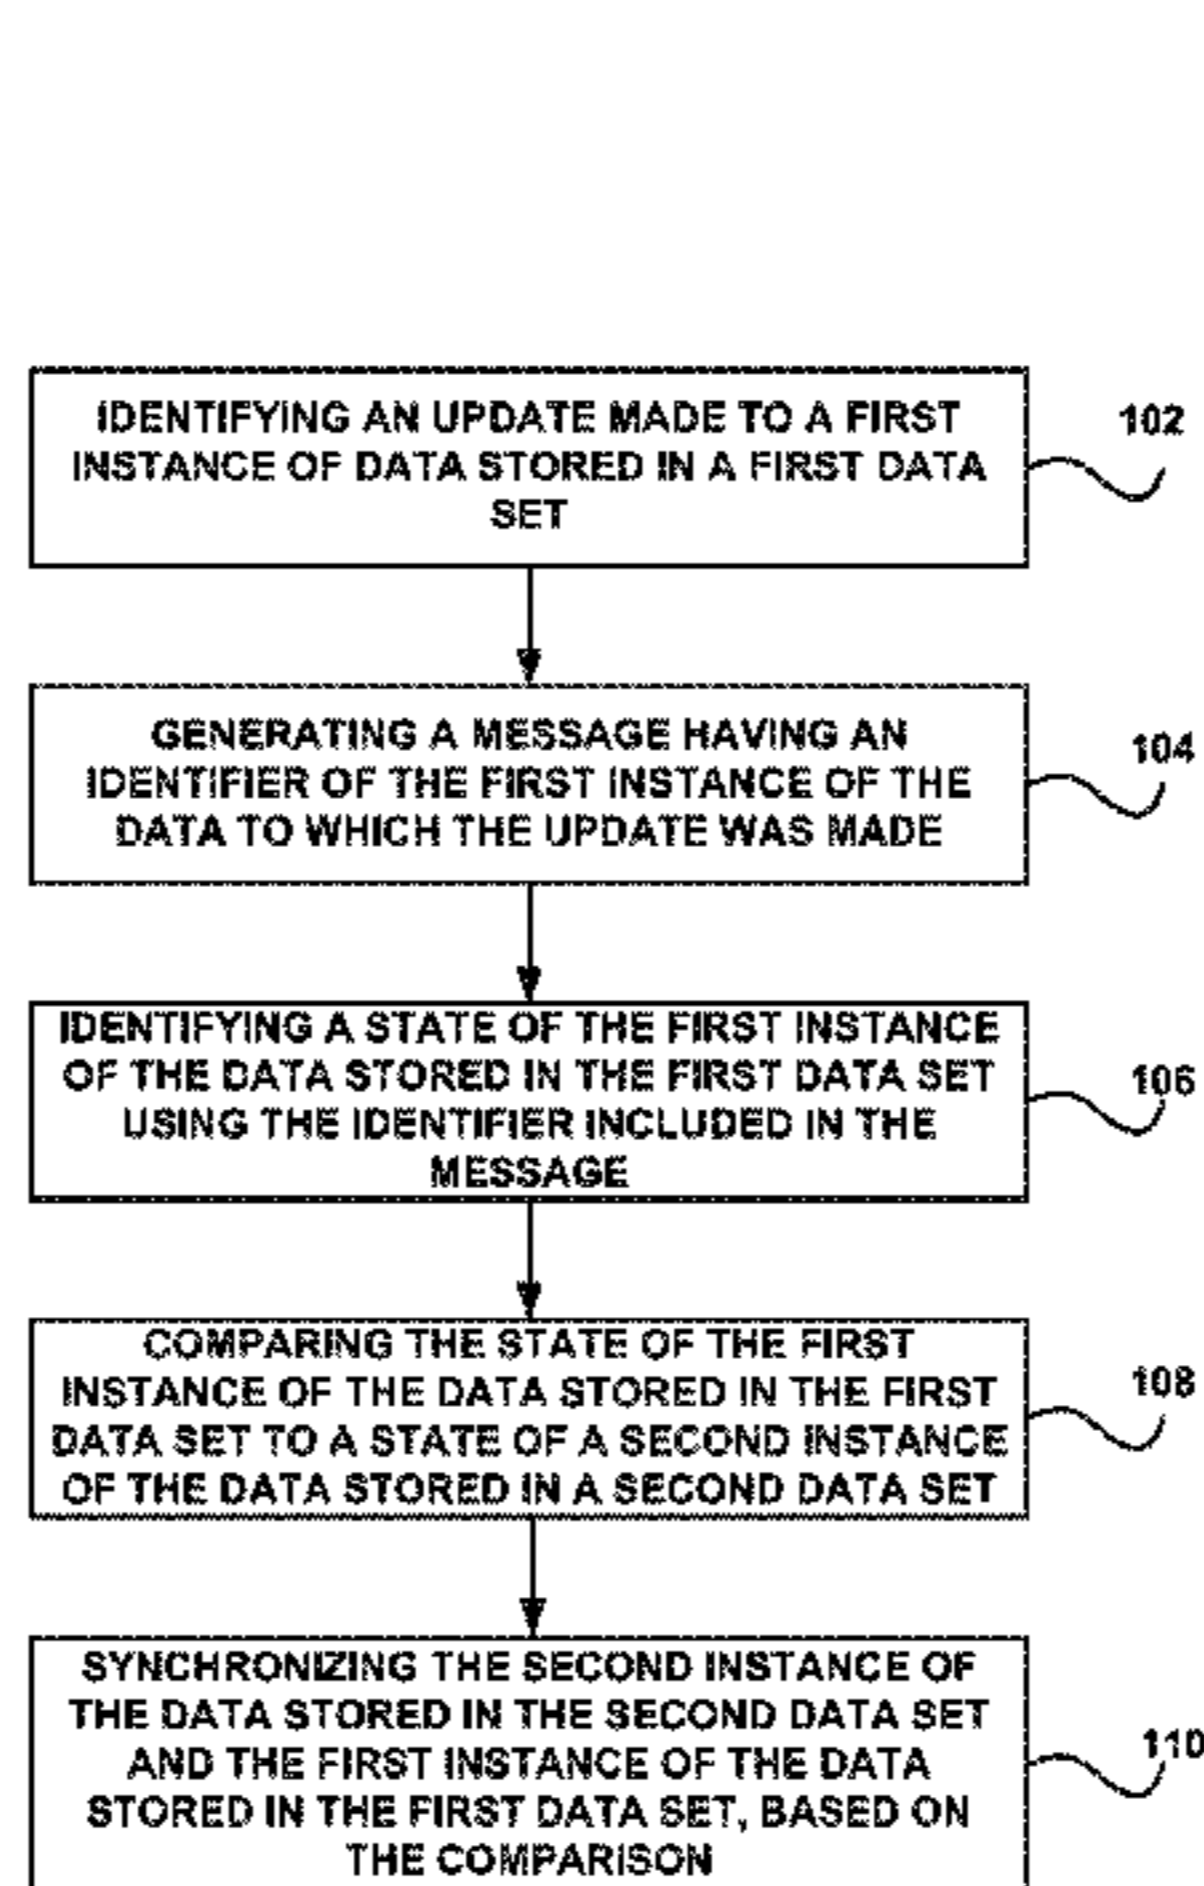 IDENTIFYING AN UPDATE MADE TO A FIRST
INSTANCE OF DATA STORED IN A FIRST DATA
SET
102
GENERATING A MESSAGE HAVING AN
IDENTIFIER OF THE FIRST INSTANCE OF THE
DATA TO WHICH THE UPDATE WAS MADE
104
IDENTIFYING A STATE OF THE FIRST INSTANCE
OF THE DATA STORED IN THE FIRST DATA SET
USING THE IDENTIFIER INCLUDED IN THE
MESSAGE
106
COMPARING THE STATE OF THE FIRST
INSTANCE OF THE DATA STORED IN THE FIRST
DATA SET TO A STATE OF A SECOND INSTANCE
OF THE DATA STORED IN A SECOND DATA SET
108
SYNCHRONIZING THE SECOND INSTANCE OF
THE DATA STORED IN THE SECOND DATA SET
AND THE FIRST INSTANCE OF THE DATA
STORED IN THE FIRST DATA SET, BASED ON
THE COMPARISON
110